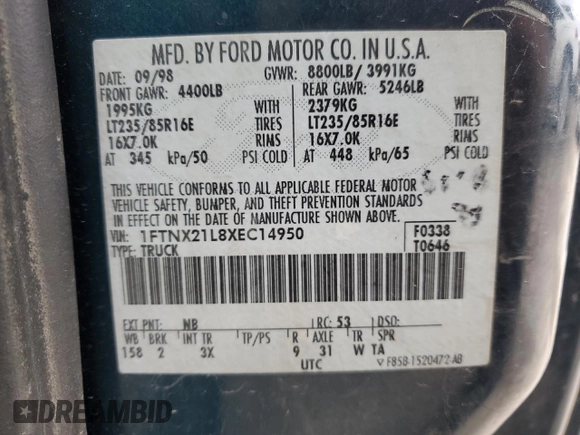 MFD. BY FORD MOTOR CO. IN U.S.A.
DATE: 09/98 GVWR: 8800LB/ 3991KG
FRONT GAWR: 4400LB REAR GAWR: 5246LB
1995KG WITH 2379KG WITH
LT235/85R16E TIRES LT235/85R16E TIRES
16X7.0K RIMS 16X7.0K RIMS
AT 345 kPa/50 PSI COLD AT 448 kPa/65 PSI COLD
THIS VEHICLE CONFORMS TO ALL APPLICABLE FEDERAL MOTOR
VEHICLE SAFETY, BUMPER, AND THEFT PREVENTION STANDARDS
IN EFFECT ON THE DATE OF MANUFACTURE SHOWN ABOVE.
VIN: 1FTNX21L8XEC14950 F0338
TYPE: TRUCK T0646
EXT PNT: NB RC: 53 DSO:
WB BRK INT TR TP/PS R AXLE TR SPR
158 2 3X 9 31 W TA
UTC ▽ F85B-1520472-AB
DREAMBID